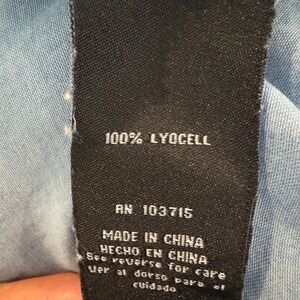 100% LYOCELL
RN 103715
MADE IN CHINA
HECHO EN CHINA
See reverse for care
Ver al dorso para el
cuidado